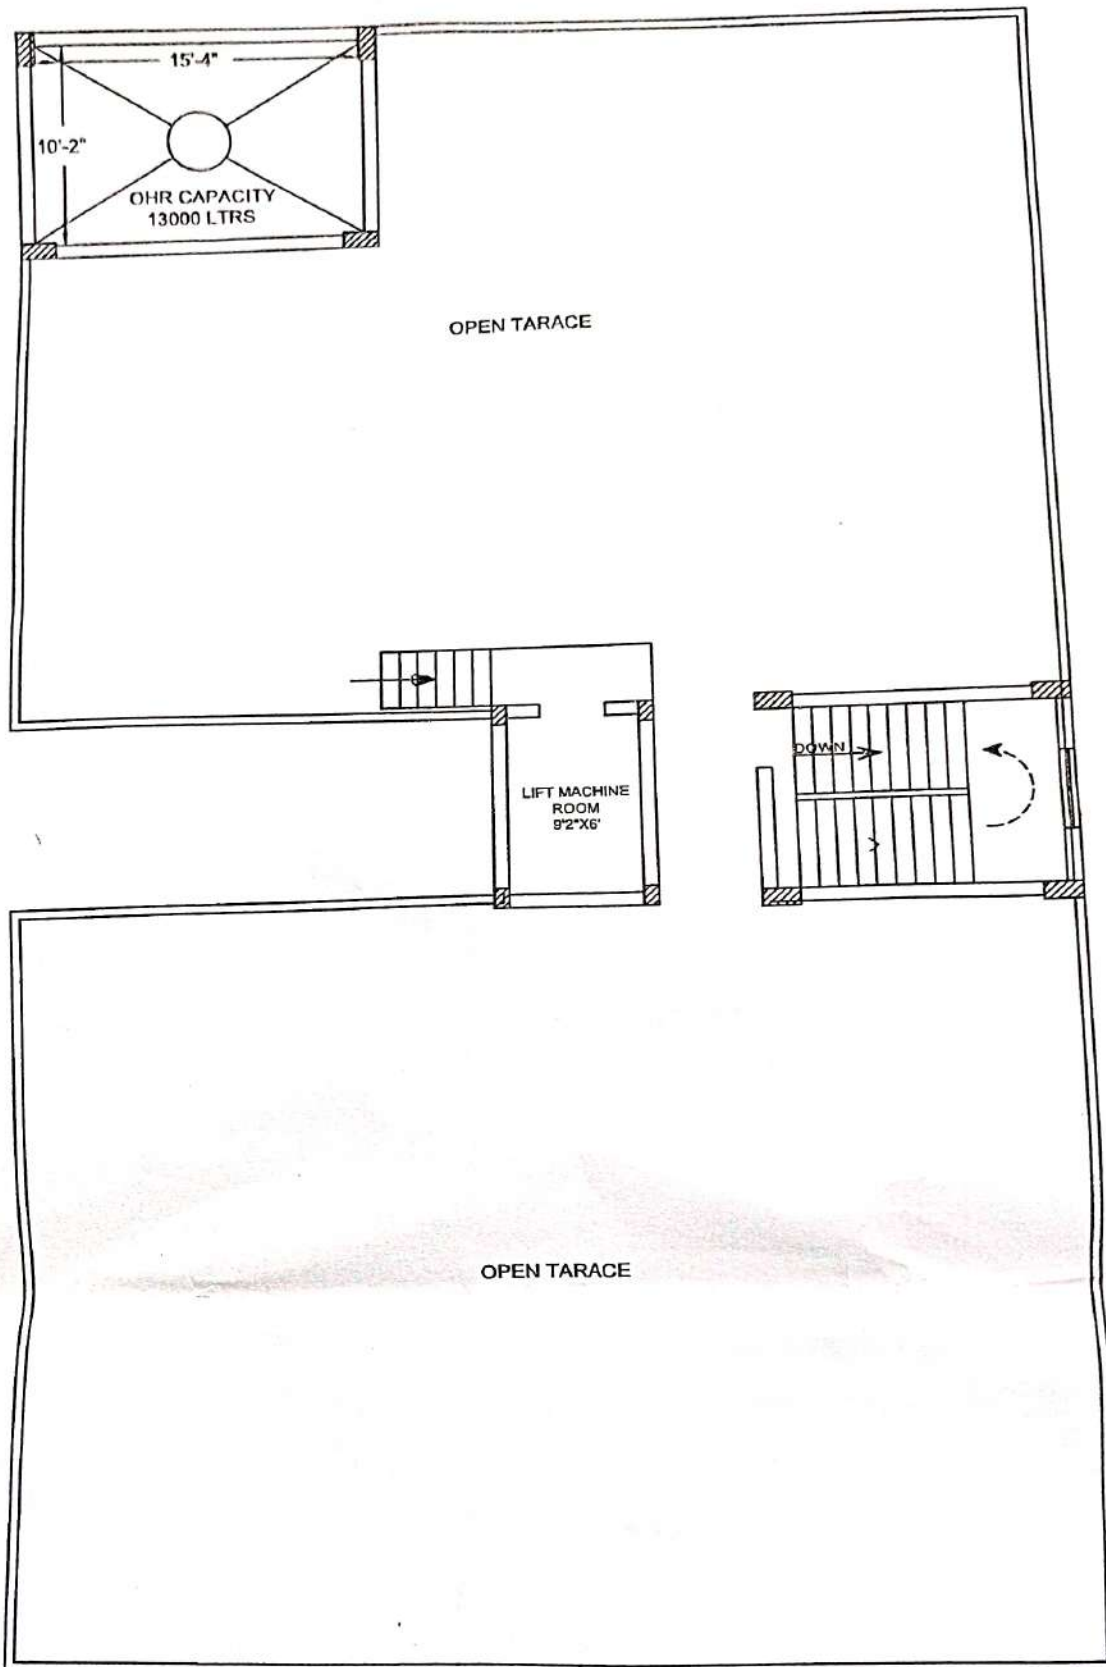 15'-4"
10'-2"
OHR CAPACITY
13000 LTRS
OPEN TARACE
DOWN
LIFT MACHINE
ROOM
9'2"X6'
OPEN TARACE